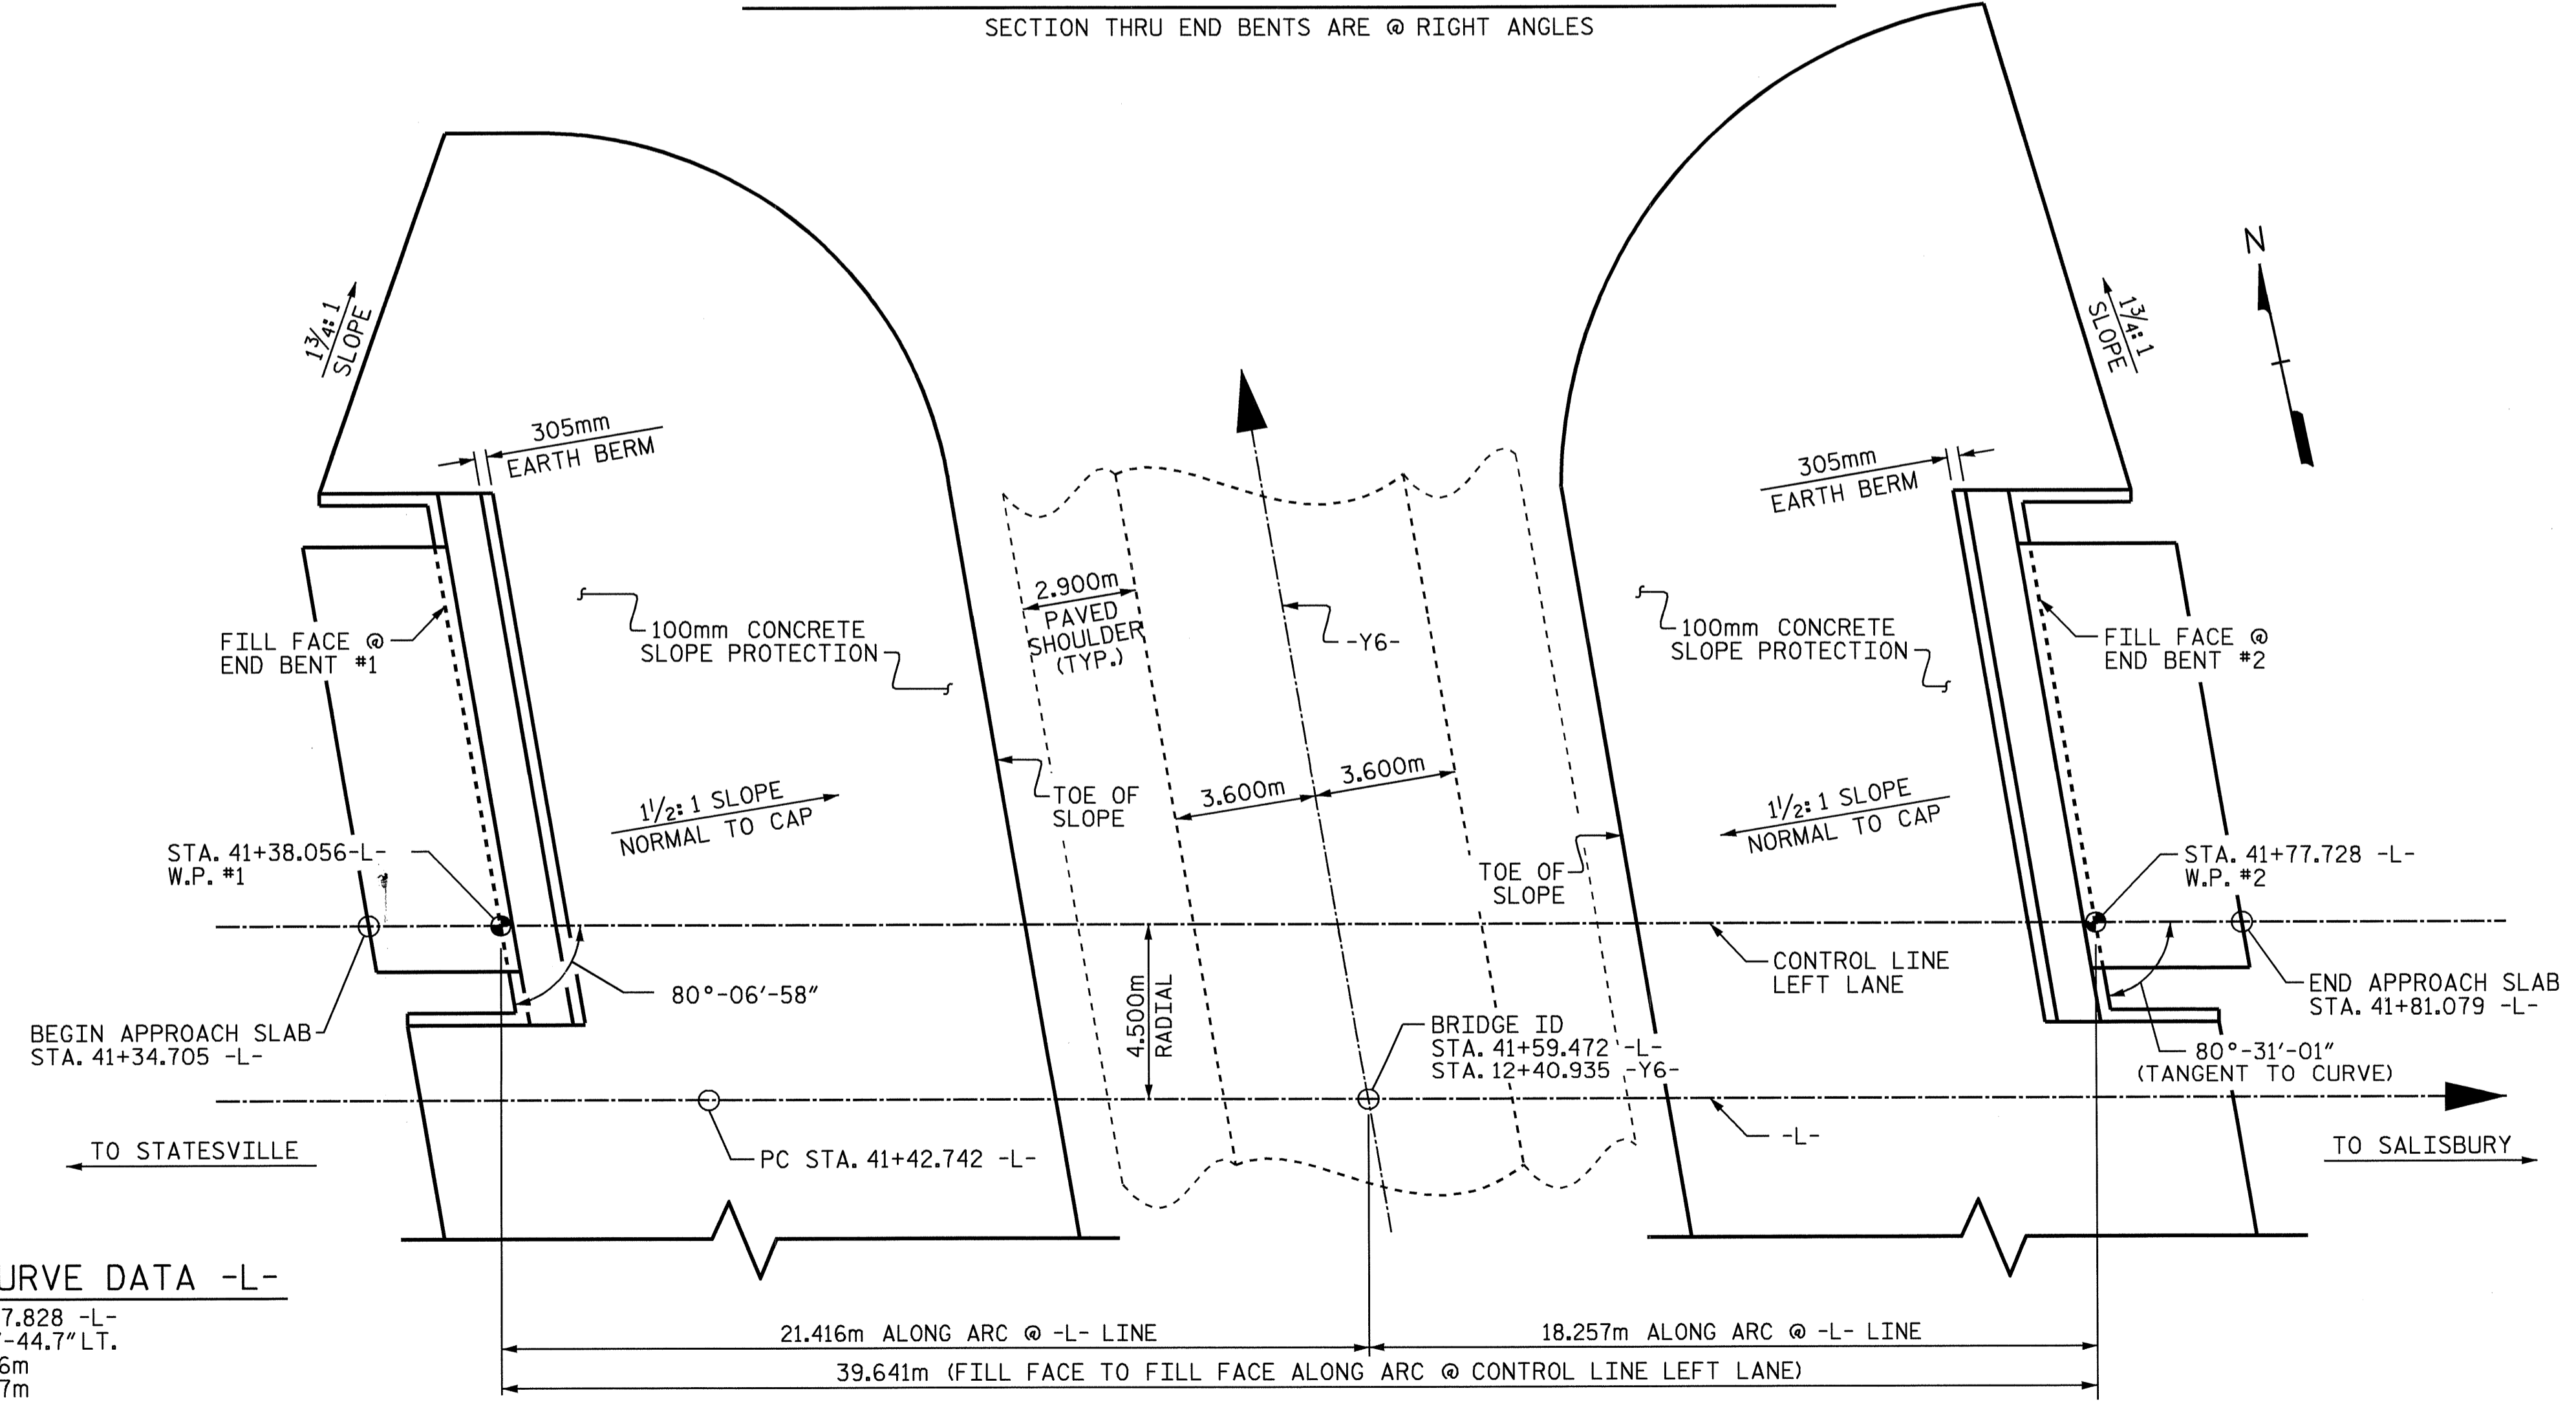 SECTION THRU END BENTS ARE @ RIGHT ANGLES
N
1¾:1
SLOPE
1¾:1
SLOPE
305mm
EARTH BERM
305mm
EARTH BERM
2.900m
PAVED
SHOULDER
(TYP.)
-Y6-
FILL FACE @
END BENT #1
100mm CONCRETE
SLOPE PROTECTION
100mm CONCRETE
SLOPE PROTECTION
FILL FACE @
END BENT #2
3.600m
3.600m
1½:1 SLOPE
NORMAL TO CAP
TOE OF
SLOPE
1½:1 SLOPE
NORMAL TO CAP
STA. 41+38.056-L-
W.P. #1
TOE OF
SLOPE
STA. 41+77.728 -L-
W.P. #2
80°-06'-58"
4.500m
RADIAL
CONTROL LINE
LEFT LANE
END APPROACH SLAB
STA. 41+81.079 -L-
BEGIN APPROACH SLAB
STA. 41+34.705 -L-
BRIDGE ID
STA. 41+59.472 -L-
STA. 12+40.935 -Y6-
80°-31'-01"
(TANGENT TO CURVE)
TO STATESVILLE
PC STA. 41+42.742 -L-
-L-
TO SALISBURY
URVE DATA -L-
7.828 -L-
'-44.7"LT.
6m
7m
21.416m ALONG ARC @ -L- LINE
18.257m ALONG ARC @ -L- LINE
39.641m (FILL FACE TO FILL FACE ALONG ARC @ CONTROL LINE LEFT LANE)